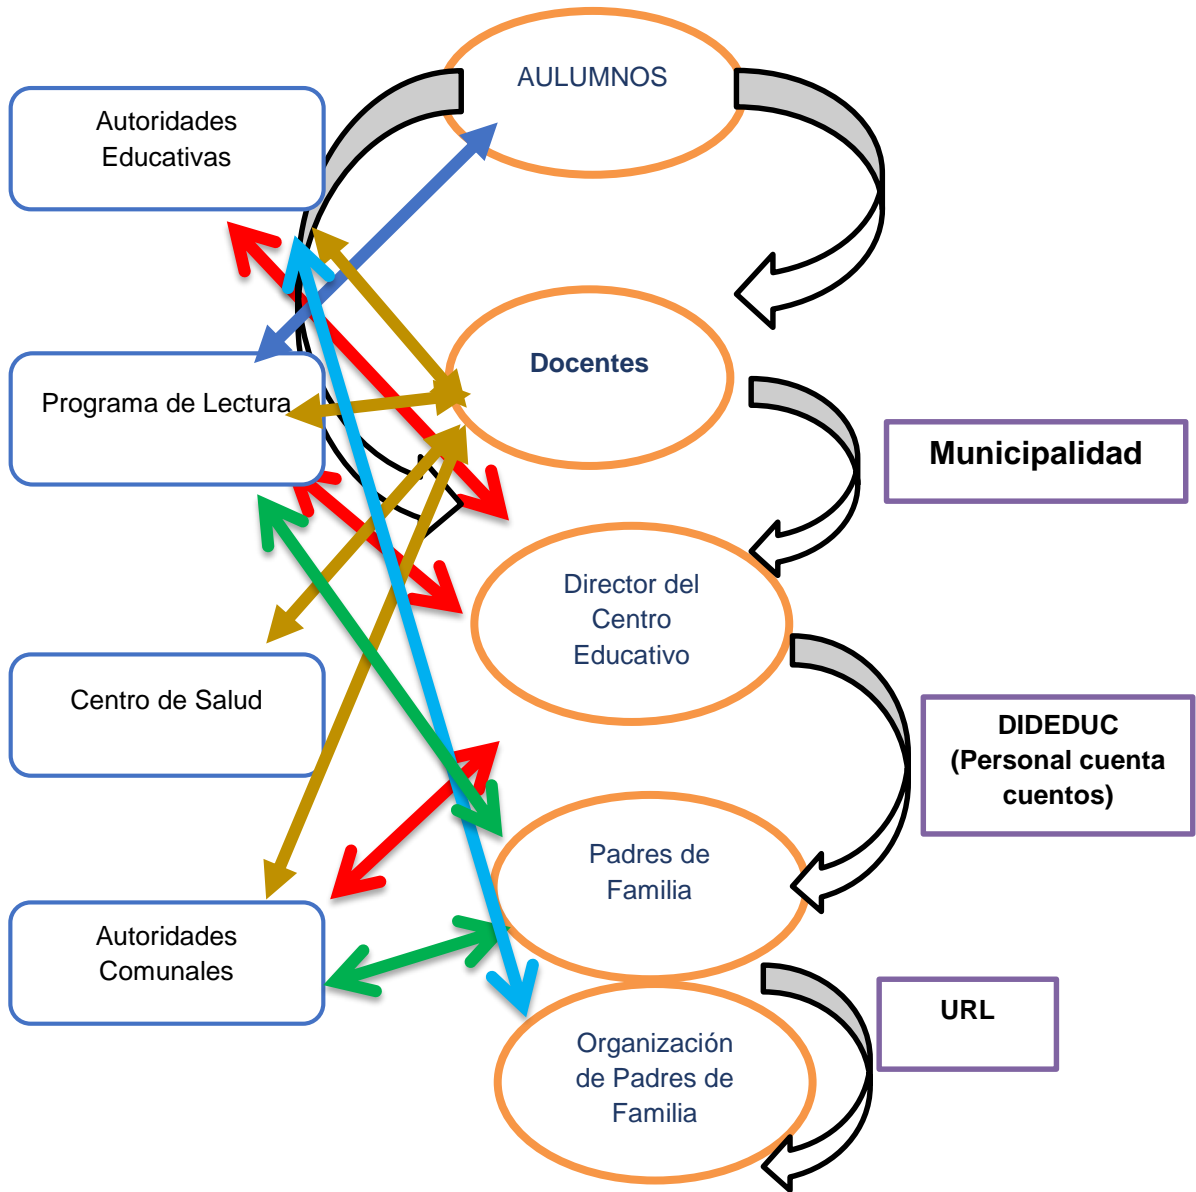 AULUMNOS
Autoridades
Educativas
Docentes
Programa de Lectura
Municipalidad
Director del
Centro
Educativo
Centro de Salud
DIDEDUC
(Personal cuenta
cuentos)
Padres de
Familia
Autoridades
Comunales
URL
Organización
de Padres de
Familia